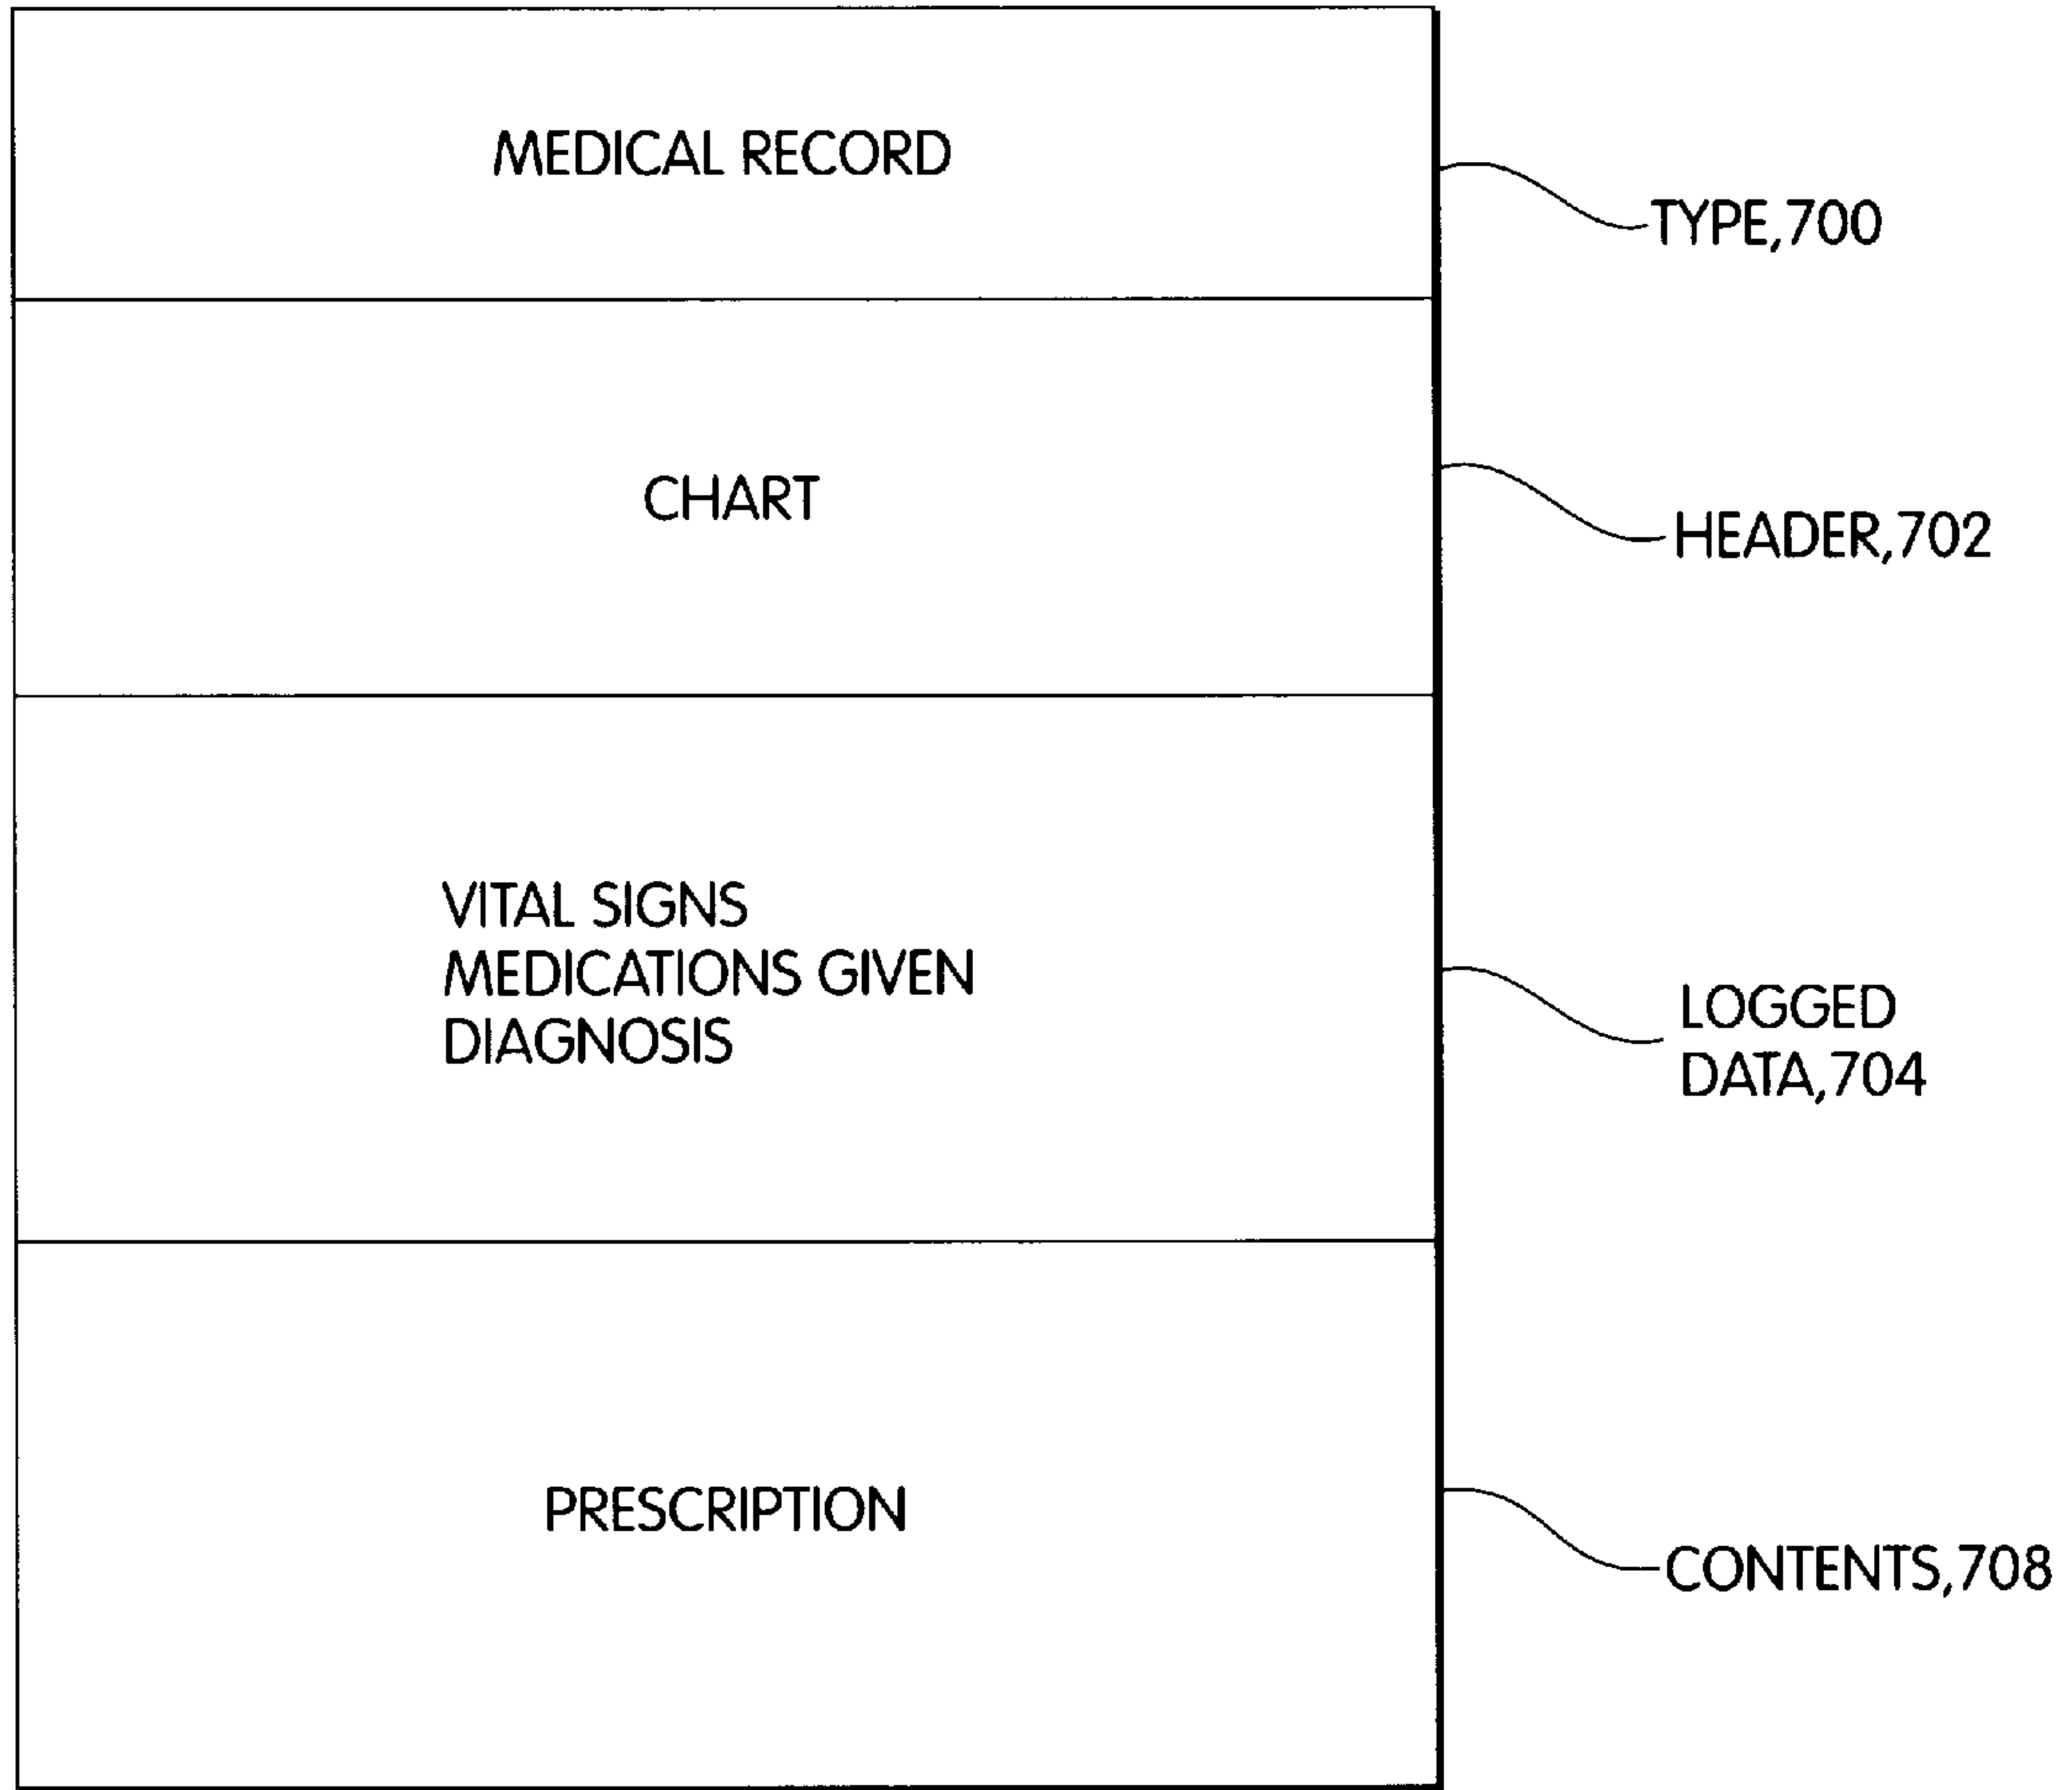 MEDICAL RECORD
TYPE,700
CHART
HEADER,702
VITAL SIGNS
MEDICATIONS GIVEN
DIAGNOSIS
LOGGED
DATA,704
PRESCRIPTION
CONTENTS,708